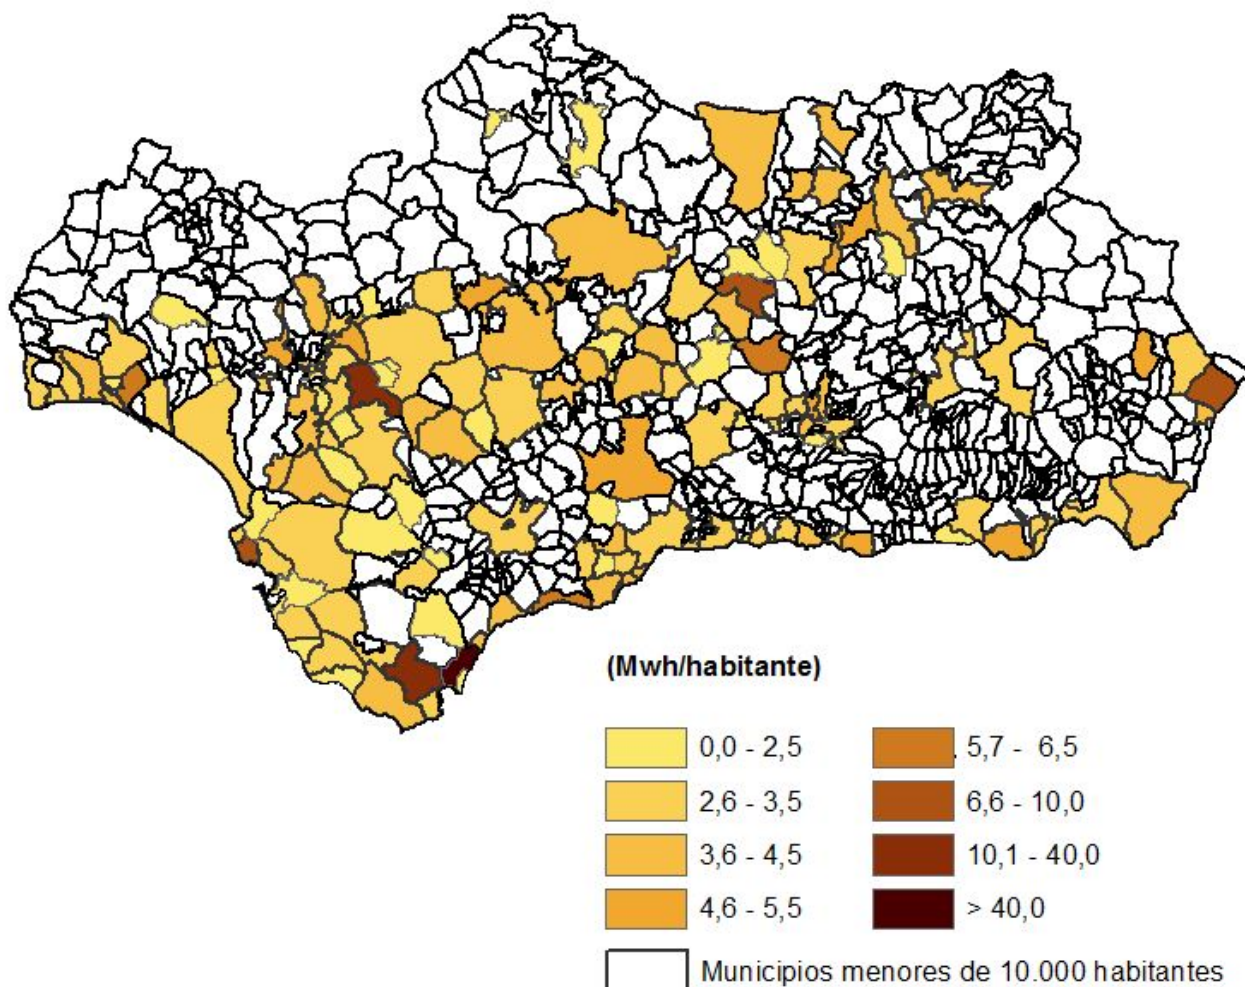 (Mwh/habitante)
0,0 - 2,5
2,6 - 3,5
3,6 - 4,5
4,6 - 5,5
. 5,7 - 6,5
6,6 - 10,0
10,1 - 40,0
> 40,0
Municipios menores de 10.000 habitantes